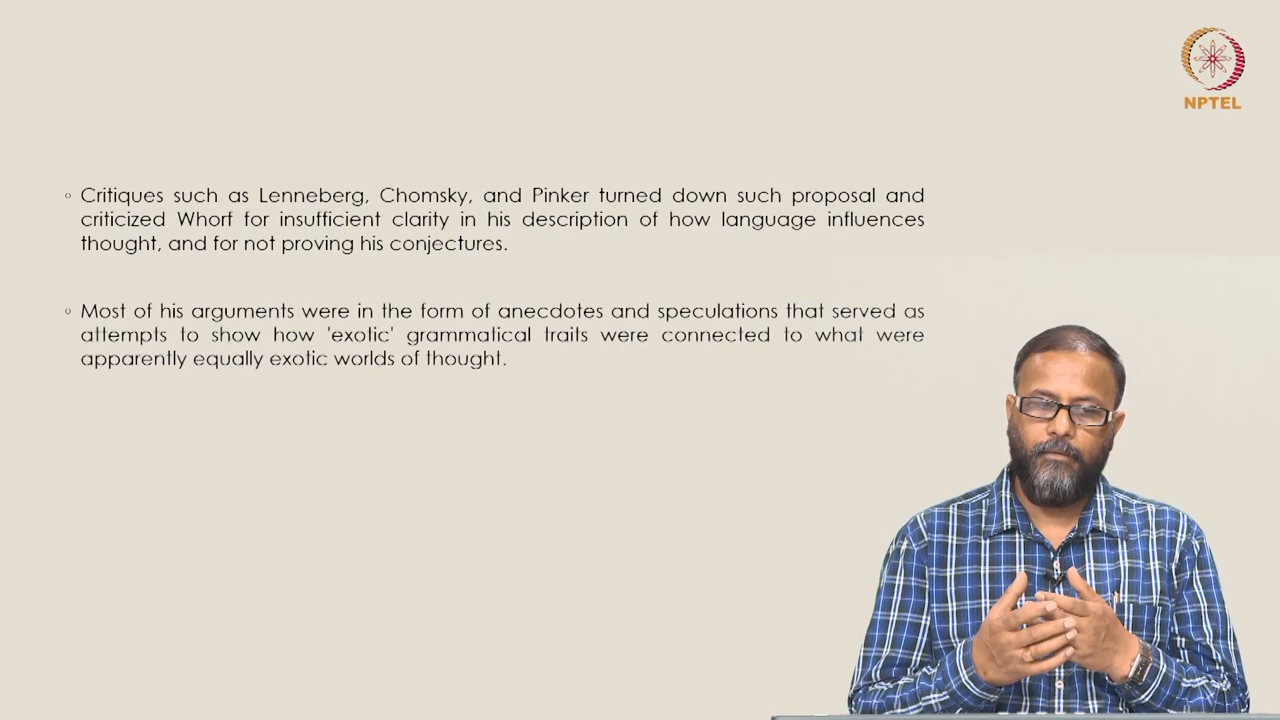 NPTEL
◦ Critiques such as Lenneberg, Chomsky, and Pinker turned down such proposal and
criticized Whorf for insufficient clarity in his description of how language influences
thought, and for not proving his conjectures.
◦ Most of his arguments were in the form of anecdotes and speculations that served as
attempts to show how 'exotic' grammatical traits were connected to what were
apparently equally exotic worlds of thought.